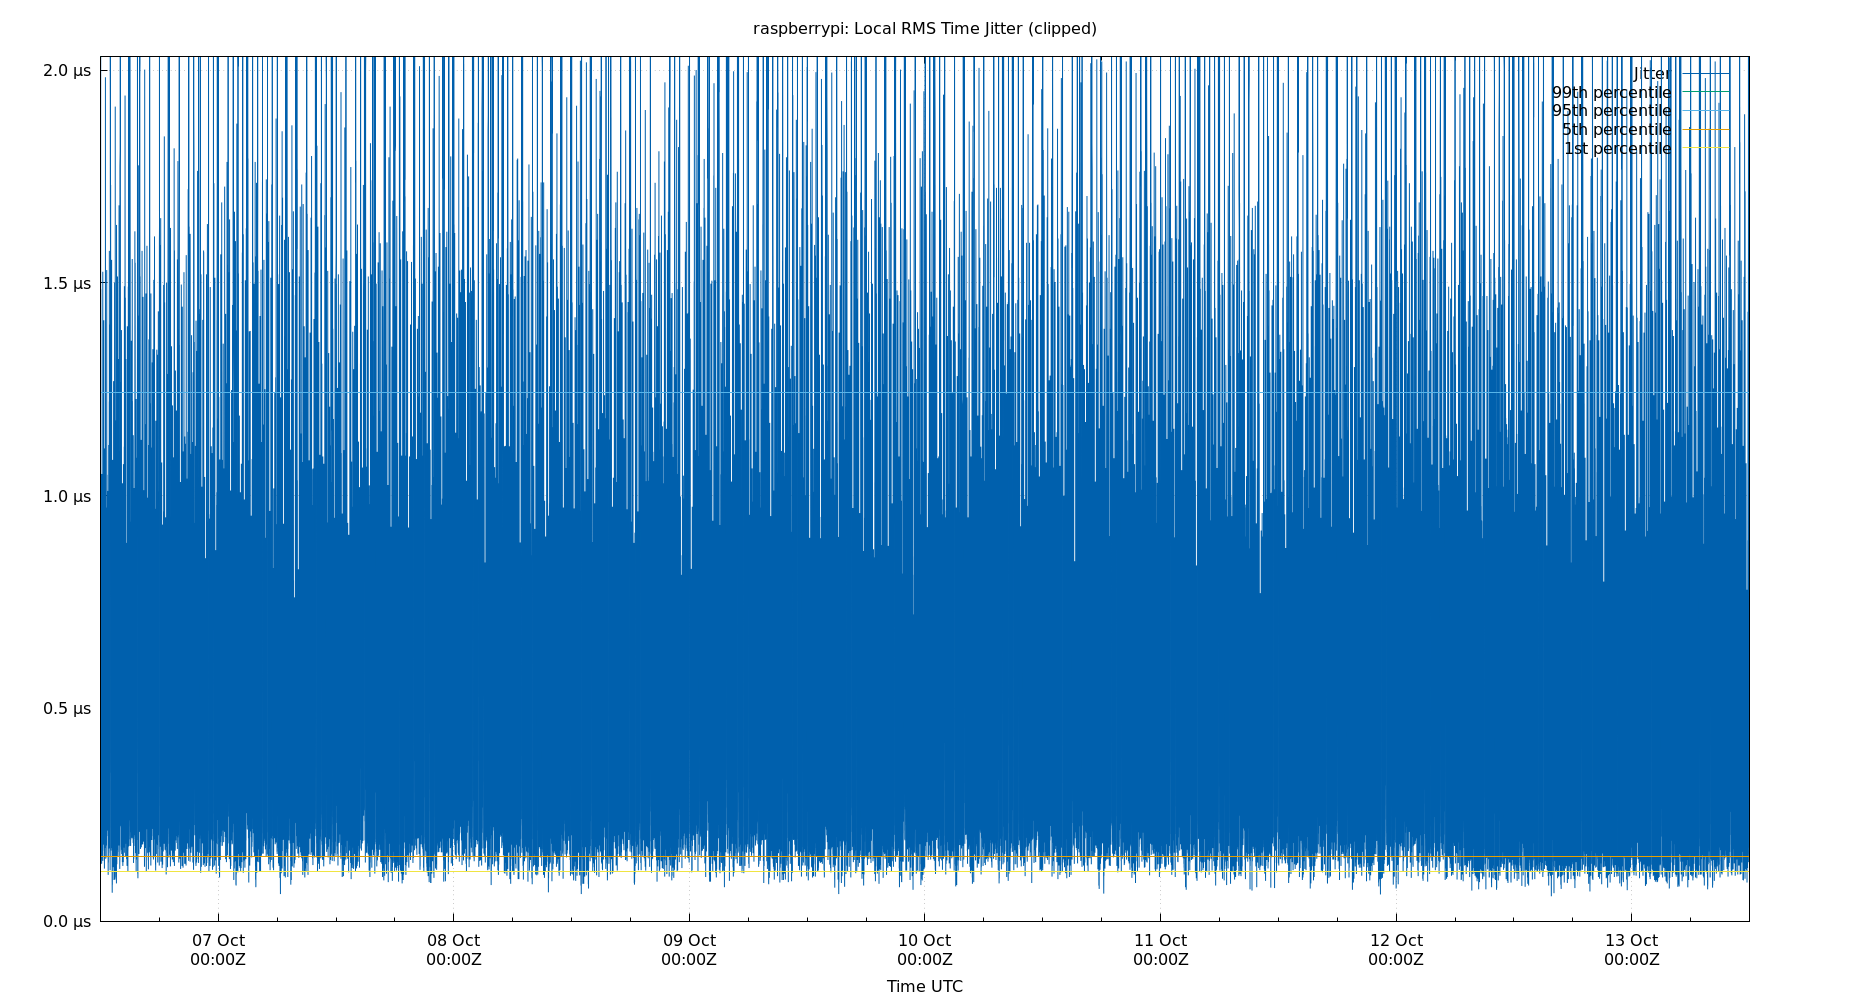 raspberrypi: Local RMS Time Jitter (clipped)
2.0 µs
1.5 µs
1.0 µs
0.5 µs
0.0 µs
Jitter
99th percentile
95th percentile
5th percentile
1st percentile
07 Oct
00:00Z
08 Oct
00:00Z
09 Oct
00:00Z
10 Oct
00:00Z
11 Oct
00:00Z
12 Oct
00:00Z
13 Oct
00:00Z
Time UTC